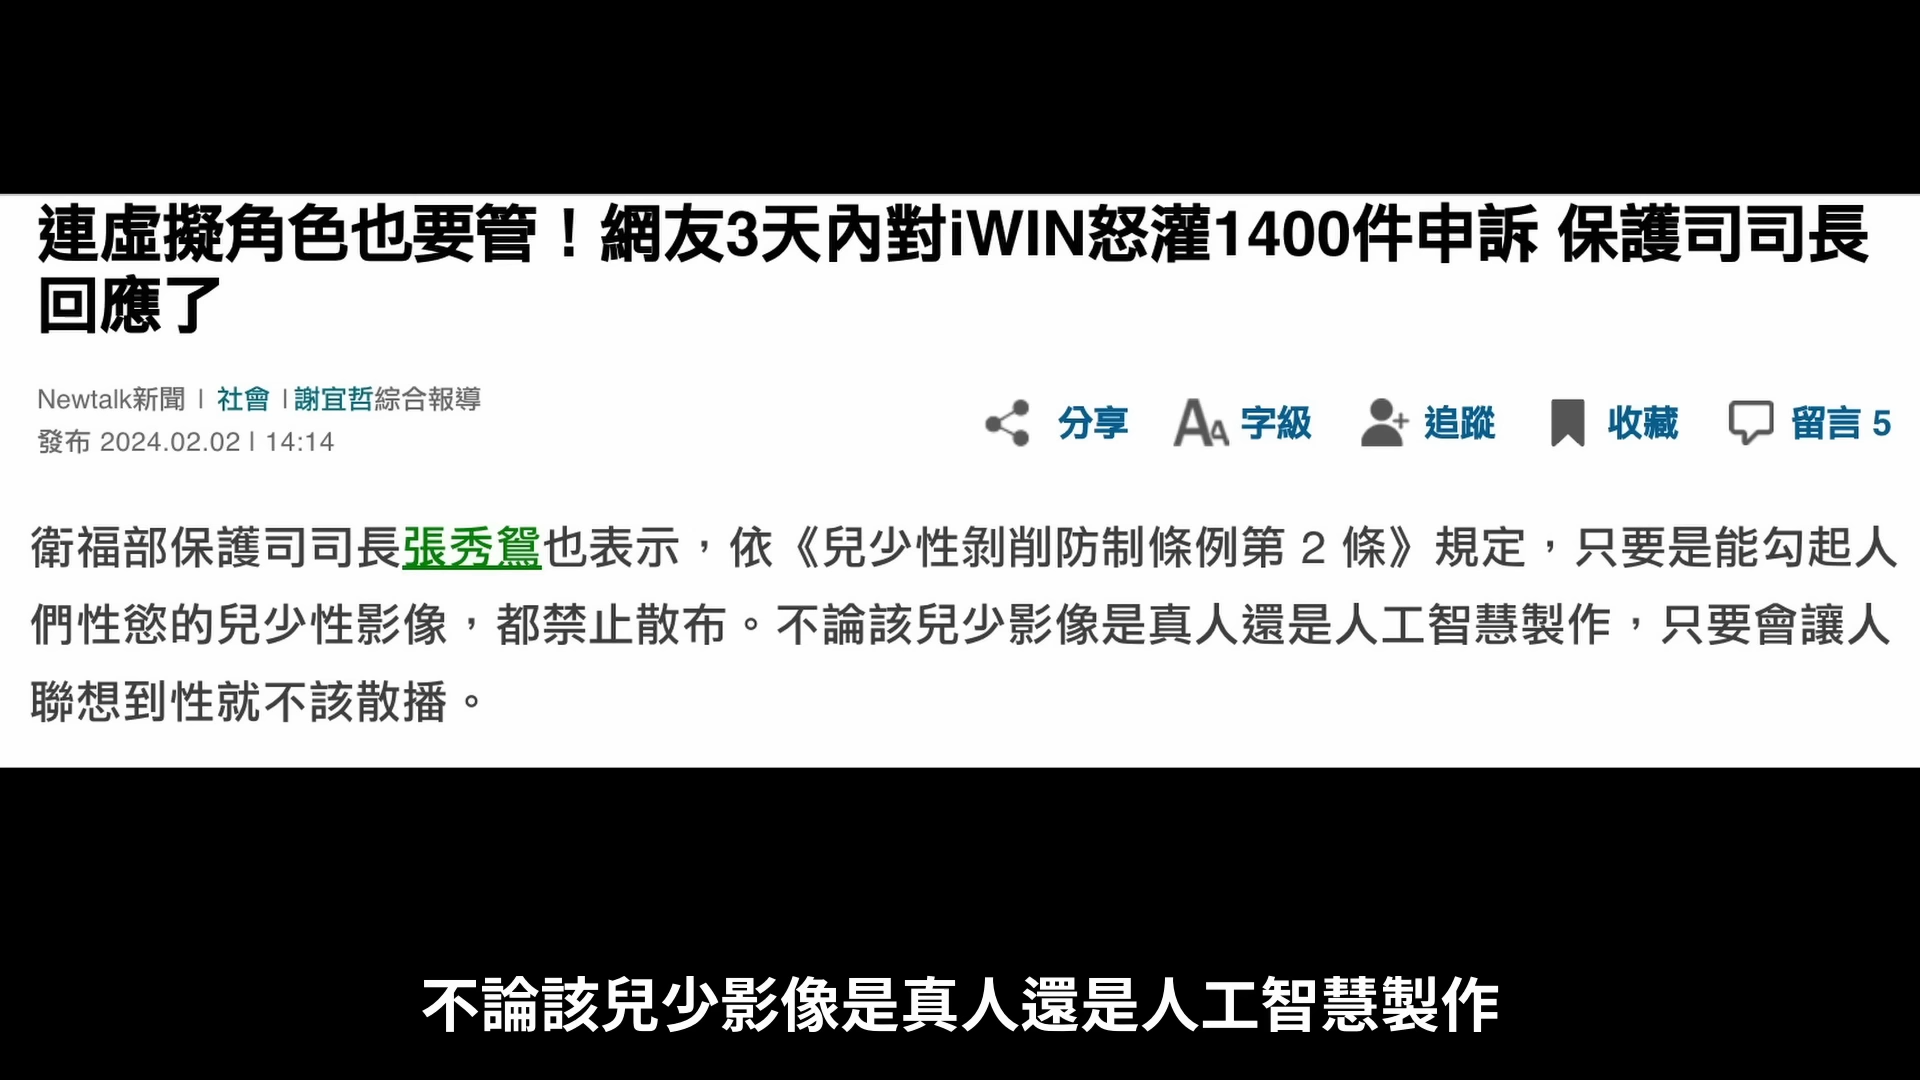 連虛擬角色也要管！網友3天內對iWIN怒灌1400件申訴 保護司司長
回應了
Newtalk新聞 | 社會 | 謝宜哲綜合報導
發布 2024.02.02 | 14:14
分享 AA 字級 追蹤 收藏 留言 5
衛福部保護司司長張秀鴛也表示，依《兒少性剝削防制條例第 2 條》規定，只要是能勾起人
們性慾的兒少性影像，都禁止散布。不論該兒少影像是真人還是人工智慧製作，只要會讓人
聯想到性就不該散播。
不論該兒少影像是真人還是人工智慧製作